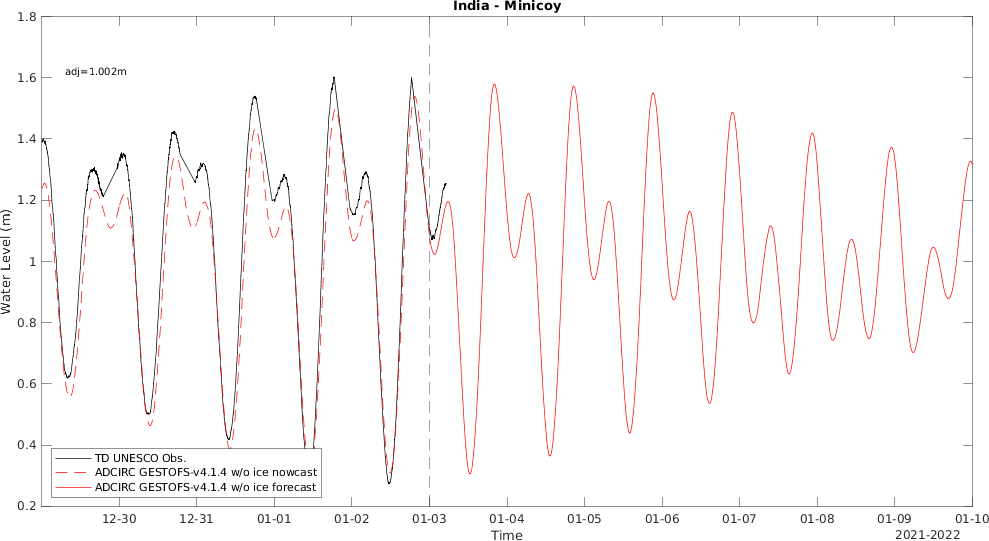 India - Minicoy
1.8
1.6
1.4
1.2
1
0.8
0.6
0.4
0.2
Water Level (m)
adj=1.002m
TD UNESCO Obs.
ADCIRC GESTOFS-v4.1.4 w/o ice nowcast
ADCIRC GESTOFS-v4.1.4 w/o ice forecast
12-30 12-31 01-01 01-02 01-03 01-04 01-05 01-06 01-07 01-08 01-09 01-10
Time
2021-2022